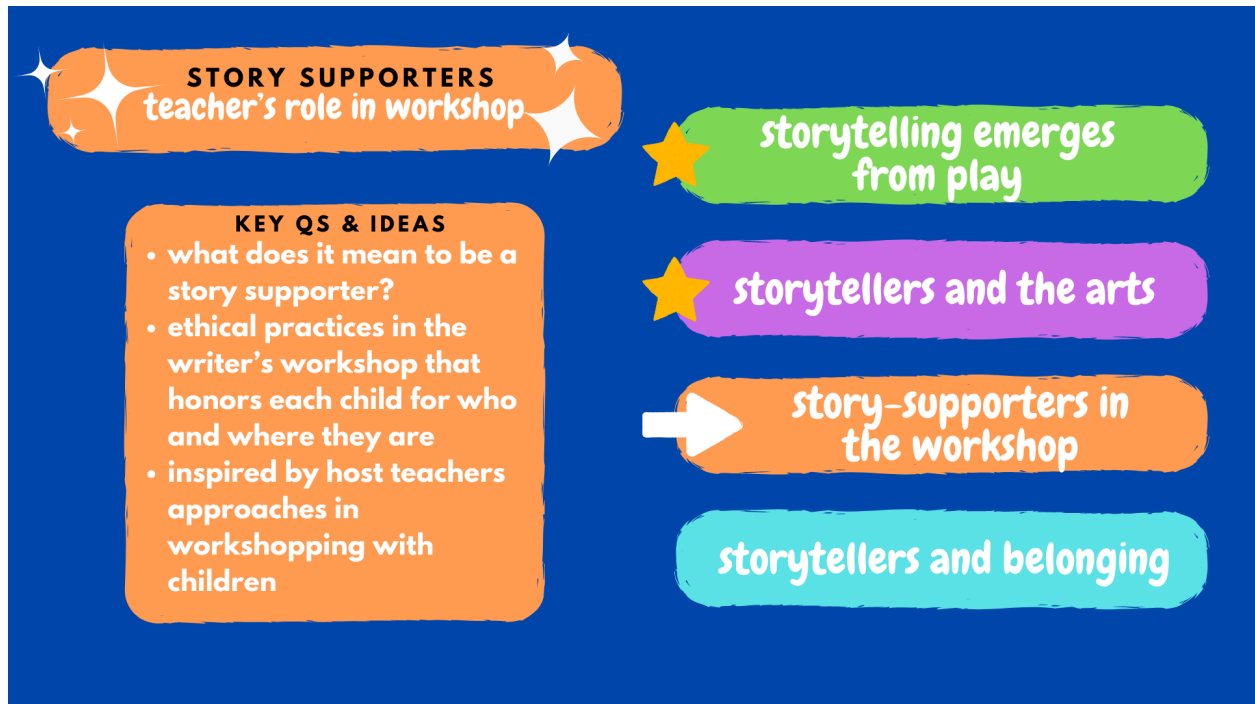 STORY SUPPORTERS
teacher's role in workshop
KEY QS & IDEAS
• what does it mean to be a
story supporter?
• ethical practices in the
writer's workshop that
honors each child for who
and where they are
• inspired by host teachers
approaches in
workshopping with
children
storytelling emerges
from play
storytellers and the arts
story-supporters in
the workshop
storytellers and belonging